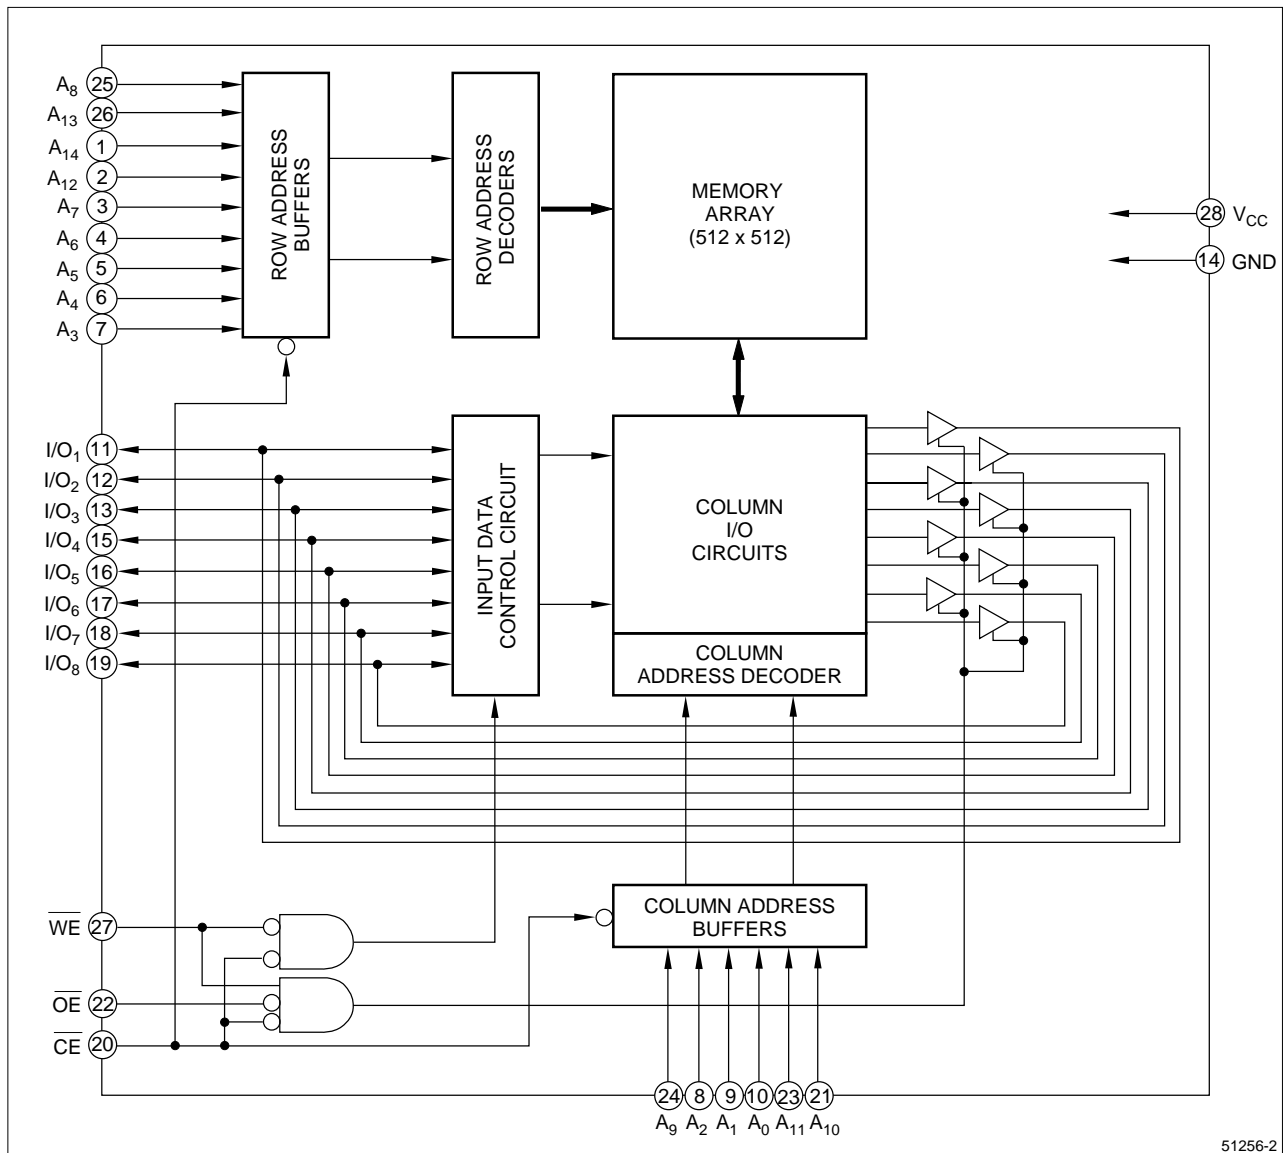 A8 25
A13 26
A14 1
A12 2
A7 3
A6 4
A5 5
A4 6
A3 7
ROW ADDRESS
BUFFERS
ROW ADDRESS
DECODERS
MEMORY
ARRAY
(512 x 512)
28 VCC
14 GND
I/O1 11
I/O2 12
I/O3 13
I/O4 15
I/O5 16
I/O6 17
I/O7 18
I/O8 19
INPUT DATA
CONTROL CIRCUIT
COLUMN
I/O
CIRCUITS
COLUMN
ADDRESS DECODER
COLUMN ADDRESS
BUFFERS
W̅E̅ 27
O̅E̅ 22
C̅E̅ 20
24 8 9 10 23 21
A9 A2 A1 A0 A11 A10
51256-2